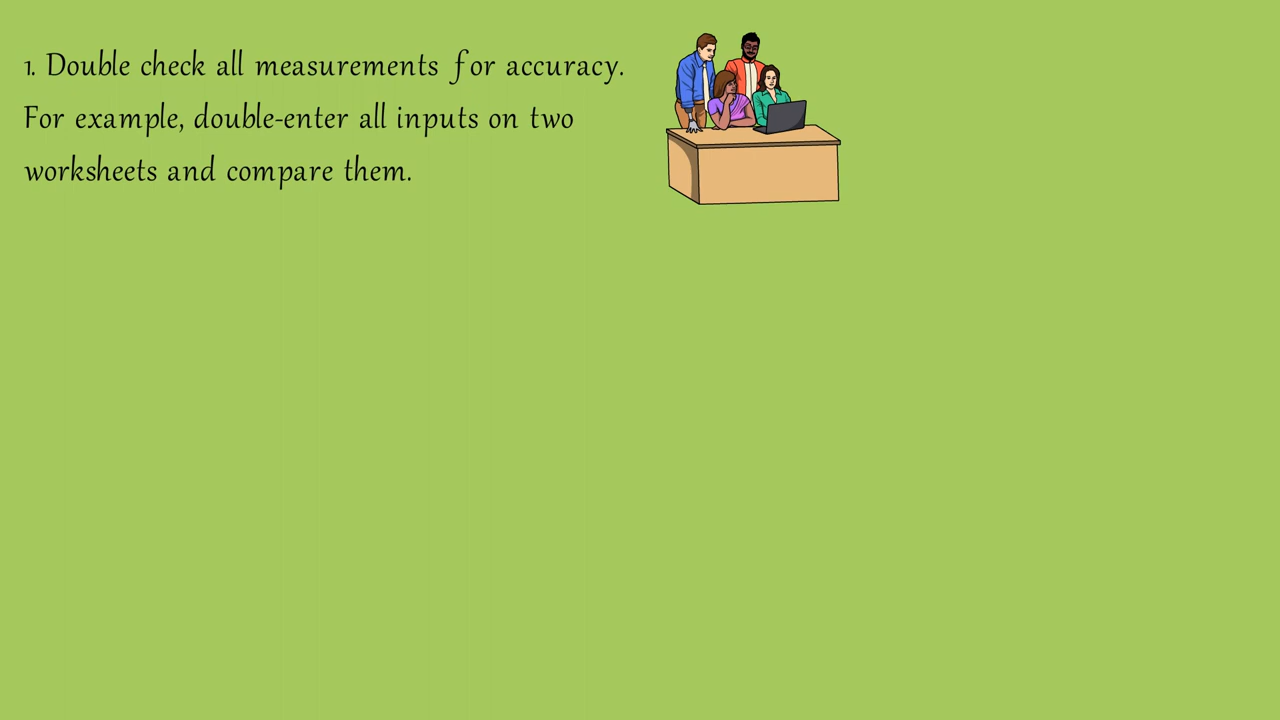 1. Double check all measurements for accuracy.
For example, double-enter all inputs on two
worksheets and compare them.